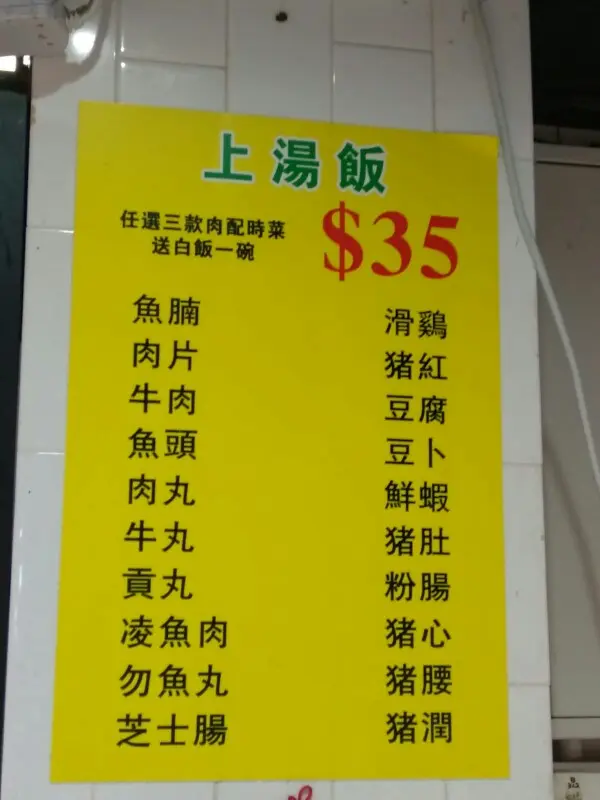 上湯飯
任選三款肉配時菜
送白飯一碗
$35
魚腩
肉片
牛肉
魚頭
肉丸
牛丸
貢丸
凌魚肉
勿魚丸
芝士腸
滑鷄
猪紅
豆腐
豆卜
鮮蝦
猪肚
粉腸
猪心
猪腰
猪潤